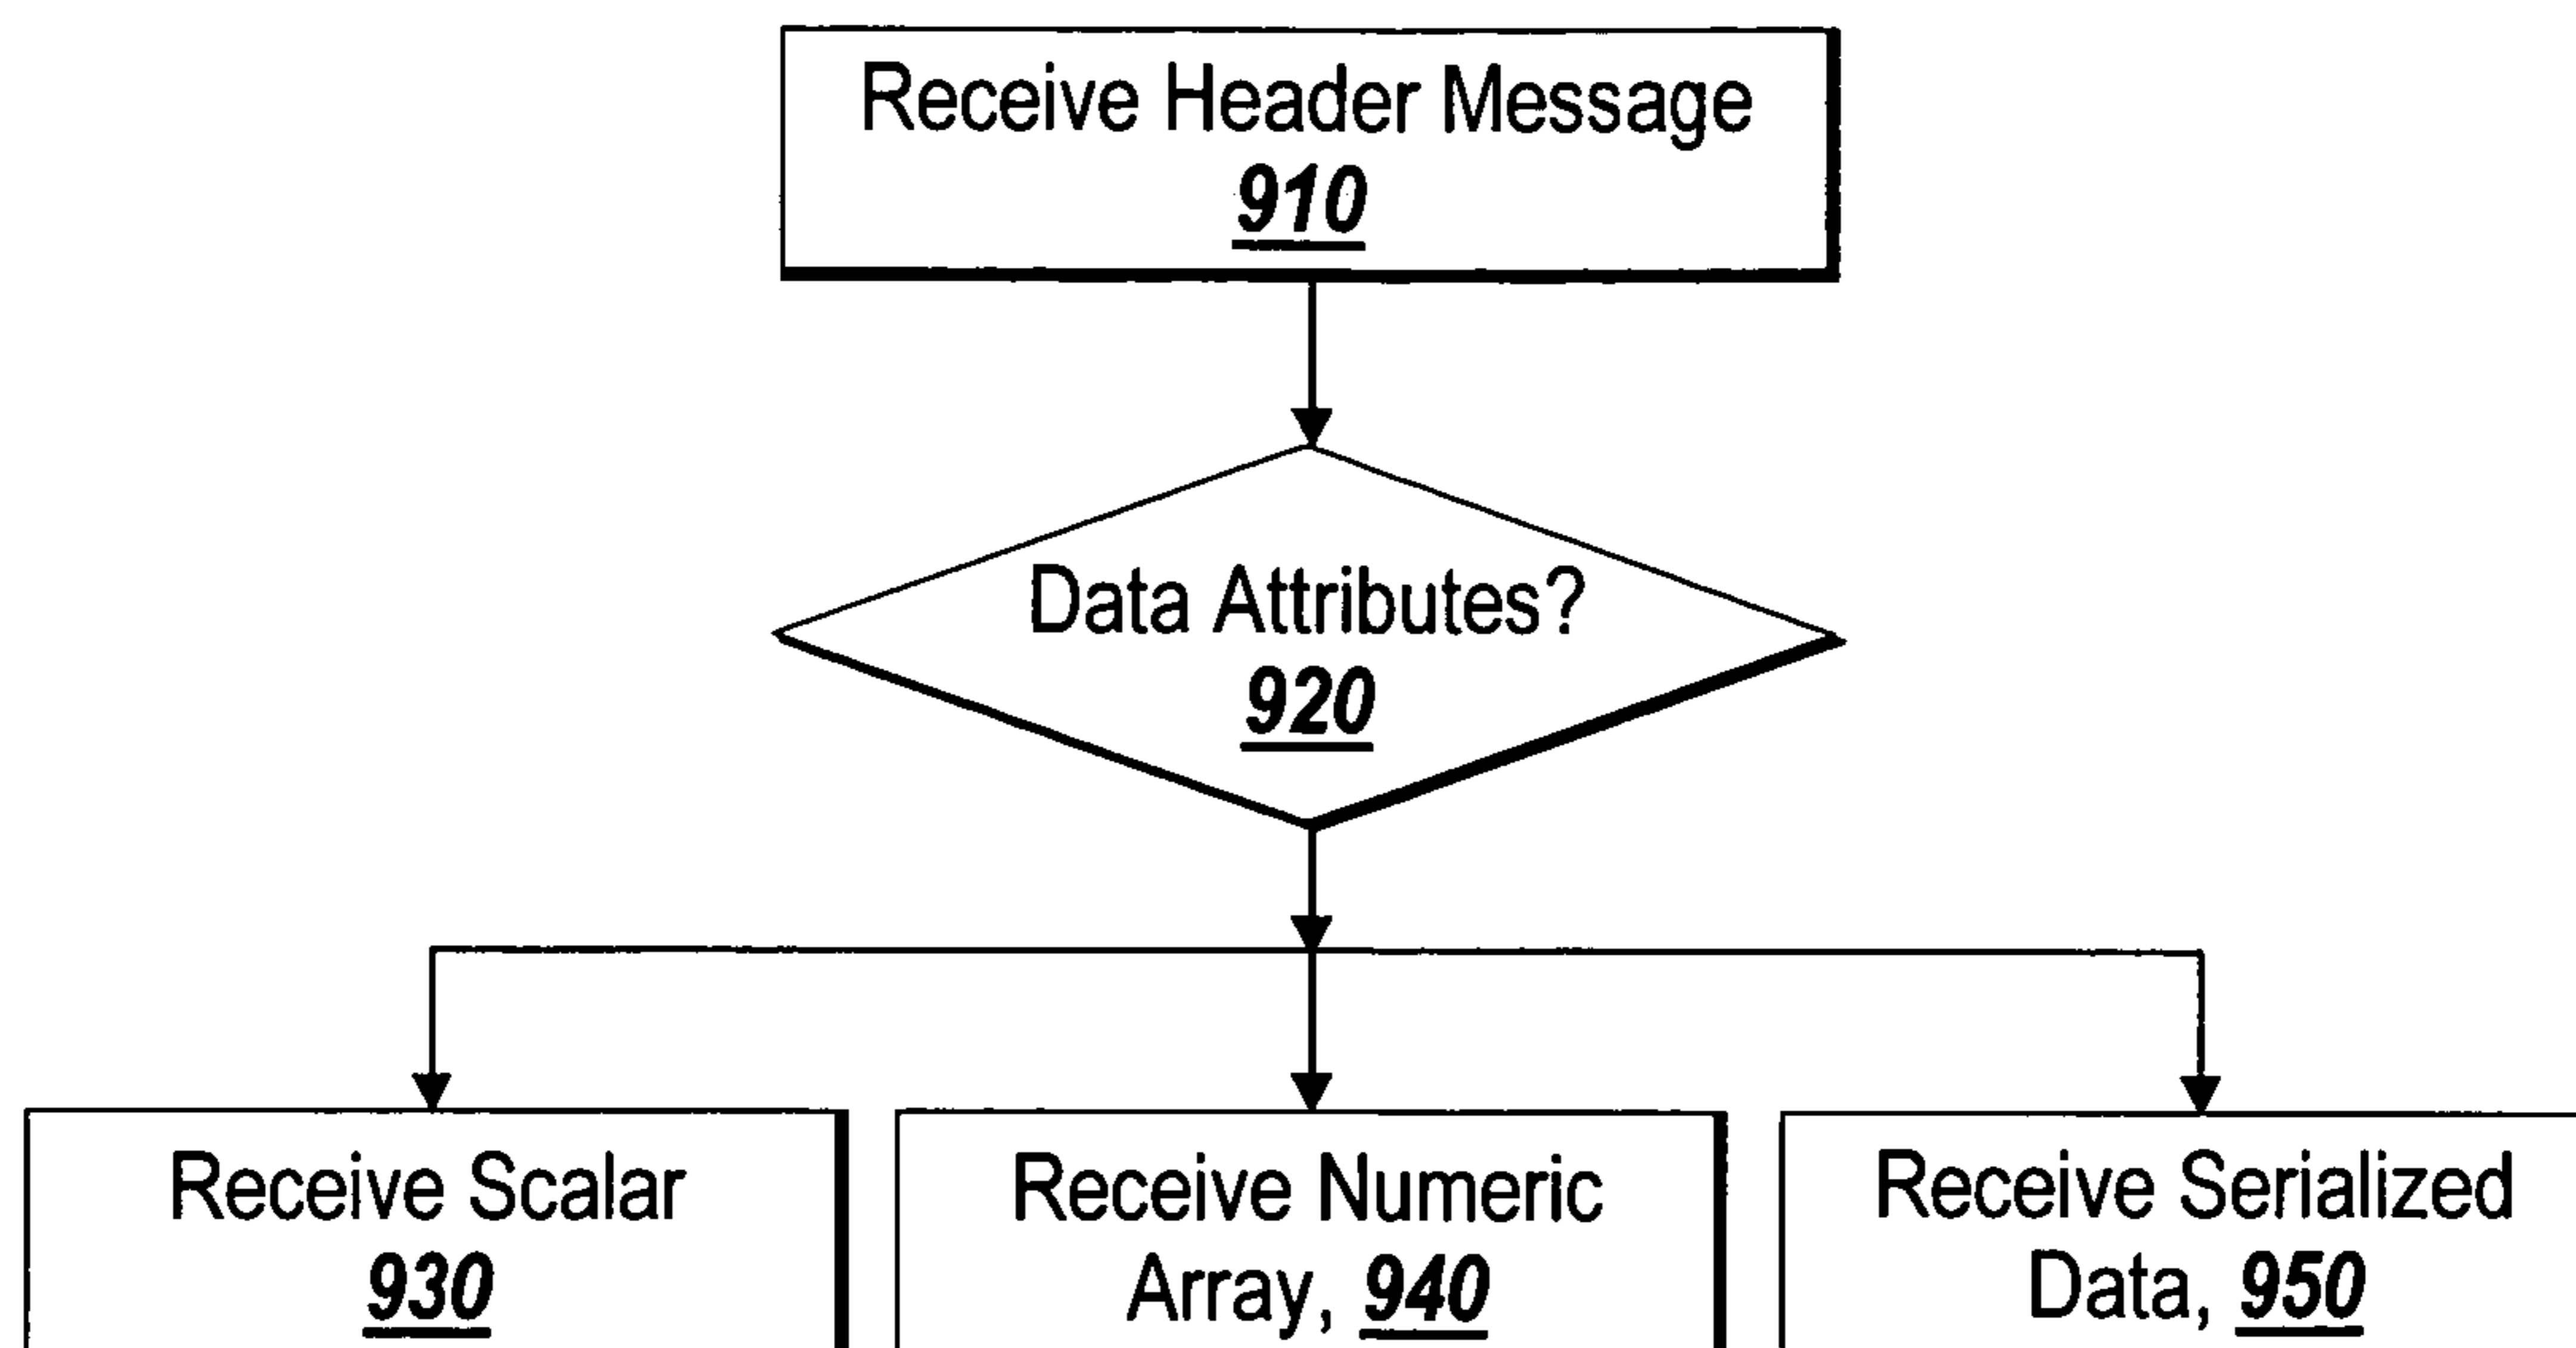 Receive Header Message
910
Data Attributes?
920
Receive Scalar
930
Receive Numeric
Array, 940
Receive Serialized
Data, 950